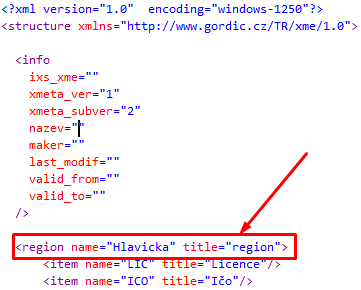 <?xml version="1.0"  encoding="windows-1250"?>
<structure xmlns="http://www.gordic.cz/TR/xme/1.0">
<info
ixs_xme=""
xmeta_ver="1"
xmeta_subver="2"
nazev=""
maker=""
last_modif=""
valid_from=""
valid_to=""
/>
<region name="Hlavicka" title="region">
<item name="LIC" title="Licence"/>
<item name="ICO" title="Ičo"/>